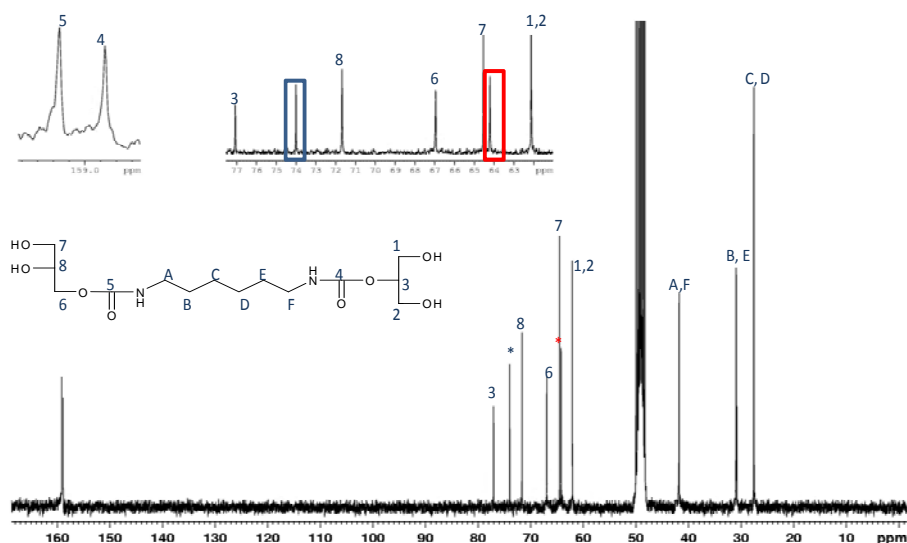 5
4
159.0 ppm
3
8
6
7
1,2
77 76 75 74 73 72 71 70 69 68 67 66 65 64 63 ppm
C, D
HO 7
HO 8
6 O 5 O N H A B C D E F H N 4 O O 3
1 OH
2 OH
3
*
8
6
7
*
1,2
A,F
B, E
160 150 140 130 120 110 100 90 80 70 60 50 40 30 20 10 ppm